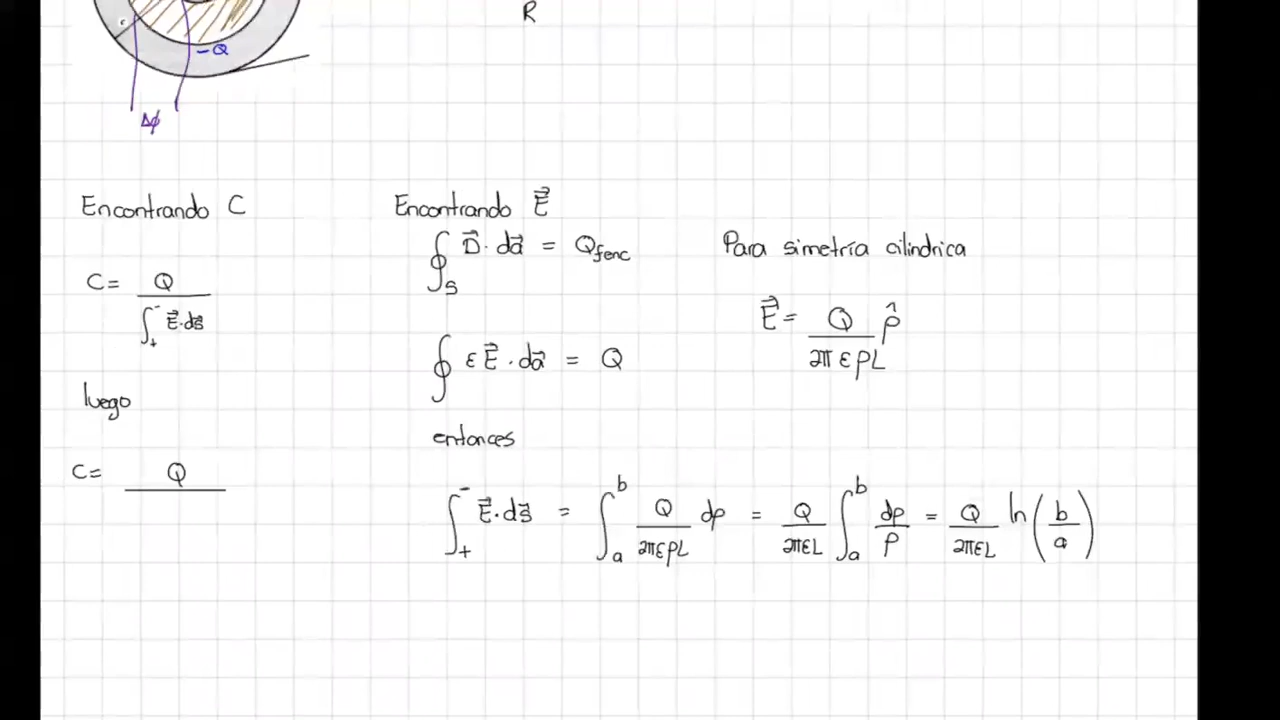 R
-Q
Δϕ
Encontrando C
C= Q / ∫₊⁻ E⃗·ds⃗
luego
C= Q
Encontrando E⃗
∮_S D⃗·da⃗ = Q_fenc
∮ εE⃗·da⃗ = Q
entonces
∫₊⁻ E⃗·ds⃗ = ∫ₐᵇ Q/(2περL) dρ = Q/(2πεL) ∫ₐᵇ dρ/ρ = Q/(2πεL) ln(b/a)
Para simetría cilíndrica
E⃗ = Q/(2περL) ρ̂